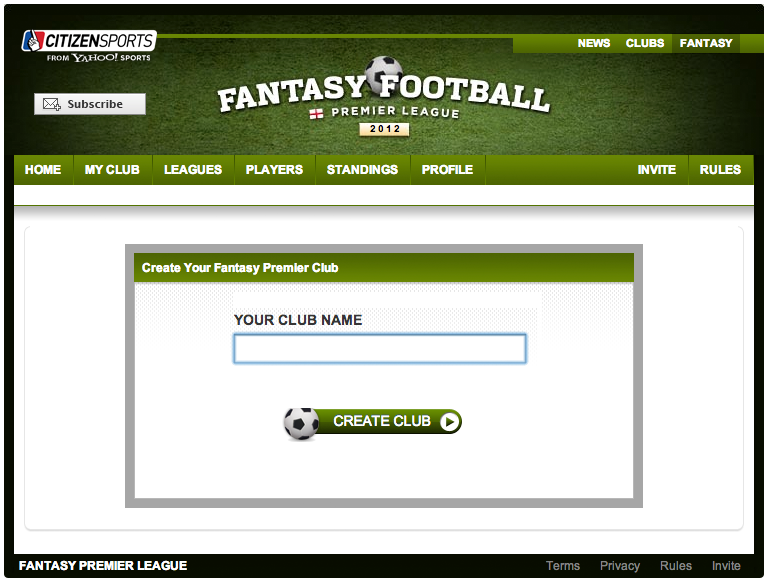 CITIZENSPORTS
FROM YAHOO! SPORTS
NEWS CLUBS FANTASY
Subscribe
FANTASY FOOTBALL
PREMIER LEAGUE
2012
HOME MY CLUB LEAGUES PLAYERS STANDINGS PROFILE INVITE RULES
Create Your Fantasy Premier Club
YOUR CLUB NAME
CREATE CLUB
FANTASY PREMIER LEAGUE Terms Privacy Rules Invite